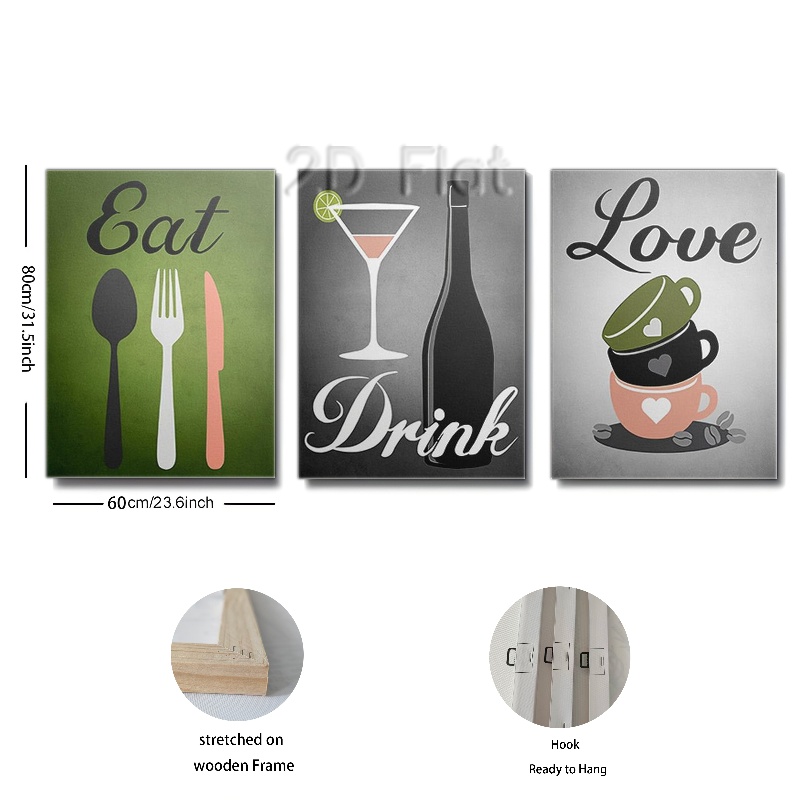 2D Flat
Eat
Drink
Love
80cm/31.5inch
60cm/23.6inch
stretched on
wooden Frame
Hook
Ready to Hang